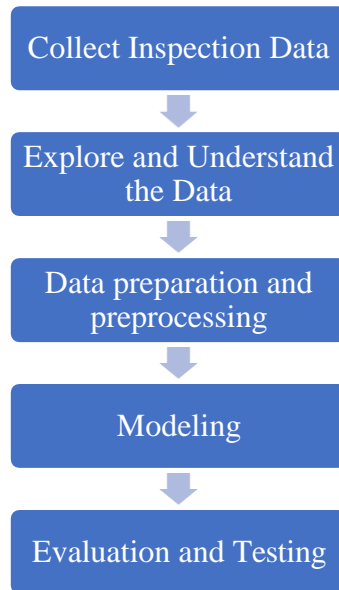 Collect Inspection Data
Explore and Understand
the Data
Data preparation and
preprocessing
Modeling
Evaluation and Testing